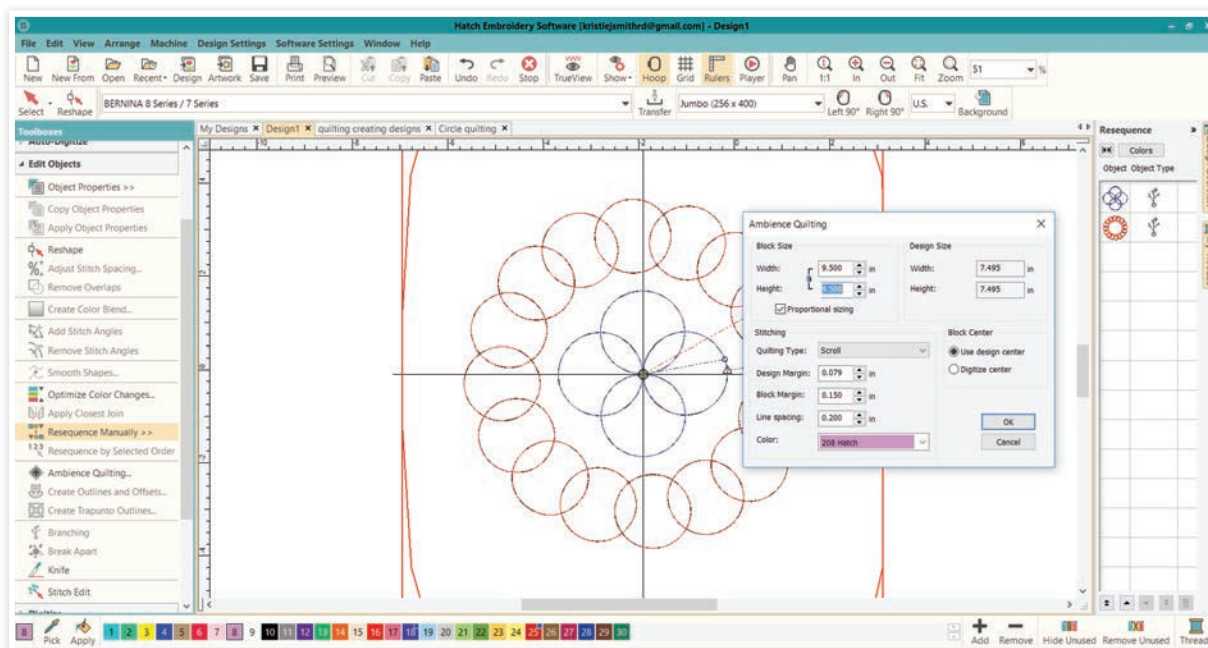 Hatch Embroidery Software [kristiejsmithrd@gmail.com] - Design1
File Edit View Arrange Machine Design Settings Software Settings Window Help
New New From Open Recent Design Artwork Save Print Preview Cut Copy Paste Undo Redo Stop TrueView Show Hoop Grid Rulers Player Pan 1:1 In Out Fit Zoom 51 %
Select Reshape BERNINA 8 Series / 7 Series Transfer Jumbo (256 x 400) Left 90° Right 90° U.S. Background
Toolboxes
My Designs Design1 quilting creating designs Circle quilting
Auto-Digitize
Edit Objects
Object Properties >>
Copy Object Properties
Apply Object Properties
Reshape
Adjust Stitch Spacing...
Remove Overlaps
Create Color Blend...
Add Stitch Angles
Remove Stitch Angles
Smooth Shapes...
Optimize Color Changes...
Apply Closest Join
Resequence Manually >>
Resequence by Selected Order
Ambience Quilting...
Create Outlines and Offsets...
Create Trapunto Outlines...
Branching
Break Apart
Knife
Stitch Edit
Ambience Quilting
Block Size
Width: 9.500 in
Height: 9.500 in
Proportional sizing
Design Size
Width: 7.495 in
Height: 7.495 in
Stitching
Quilting Type: Scroll
Design Margin: 0.079 in
Block Margin: 0.150 in
Line spacing: 0.200 in
Color: 208 Hatch
Block Center
Use design center
Digitize center
OK
Cancel
Resequence
Colors
Object Object Type
8 Pick Apply 1 2 3 4 5 6 7 8 9 10 11 12 13 14 15 16 17 18 19 20 21 22 23 24 25 26 27 28 29 30 Add Remove Hide Unused Remove Unused Thread